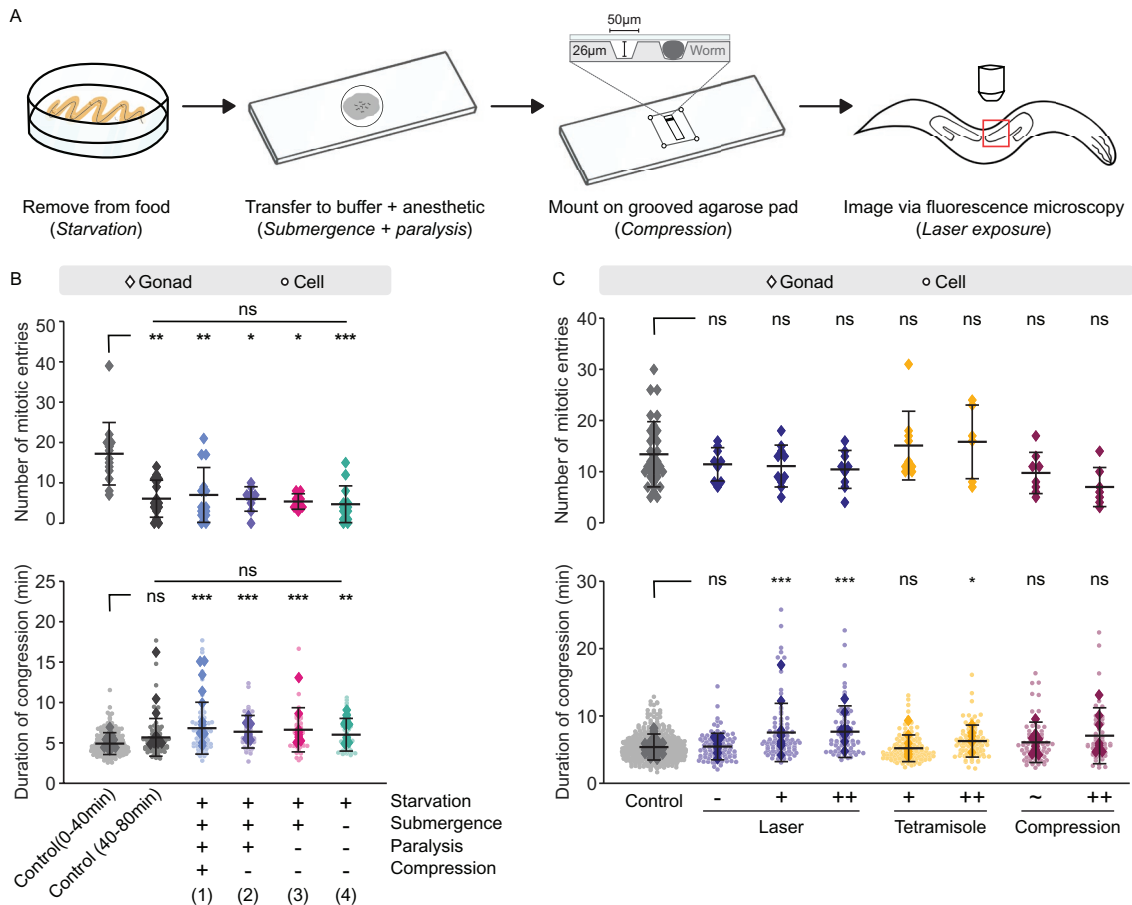 A
50µm
26µm
Worm
Remove from food
(Starvation)
Transfer to buffer + anesthetic
(Submergence + paralysis)
Mount on grooved agarose pad
(Compression)
Image via fluorescence microscopy
(Laser exposure)
B
Gonad Cell
ns
** ** * * ***
Number of mitotic entries
50
40
30
20
10
0
ns
ns *** *** *** **
Duration of congression (min)
25
20
15
10
5
0
Control(0-40min)
Control (40-80min)
+ + + + Starvation
+ + + - Submergence
+ + - - Paralysis
+ - - - Compression
(1) (2) (3) (4)
C
Gonad Cell
ns ns ns ns ns ns ns
Number of mitotic entries
40
30
20
10
0
ns *** *** ns * ns ns
Duration of congression (min)
30
20
10
0
Control - + ++ + ++ ~ ++
Laser Tetramisole Compression